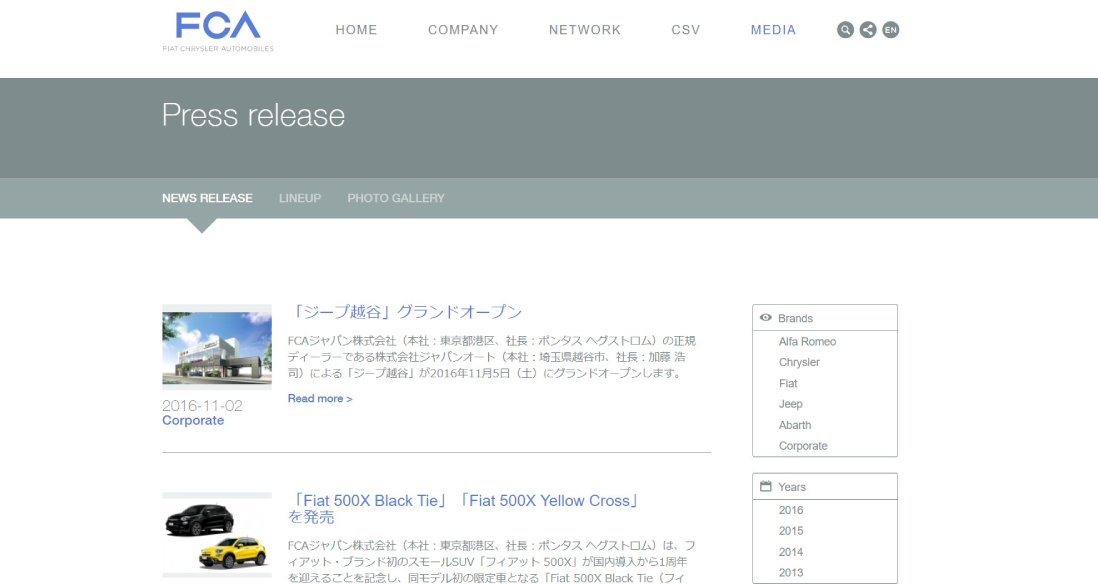 FCA
FIAT CHRYSLER AUTOMOBILES
HOME
COMPANY
NETWORK
CSV
MEDIA
EN
Press release
NEWS RELEASE
LINEUP
PHOTO GALLERY
「ジープ越谷」グランドオープン
FCAジャパン株式会社（本社：東京都港区、社長：ポンタス ヘグストロム）の正規
ディーラーである株式会社ジャパンオート（本社：埼玉県越谷市、社長：加藤 浩
司）による「ジープ越谷」が2016年11月5日（土）にグランドオープンします。
Read more >
2016-11-02
Corporate
「Fiat 500X Black Tie」「Fiat 500X Yellow Cross」
を発売
FCAジャパン株式会社（本社：東京都港区、社長：ポンタス ヘグストロム）は、フ
ィアット・ブランド初のスモールSUV「フィアット 500X」が国内導入から1周年
を迎えることを記念し、同モデル初の限定車となる「Fiat 500X Black Tie（フィ
Brands
Alfa Romeo
Chrysler
Fiat
Jeep
Abarth
Corporate
Years
2016
2015
2014
2013